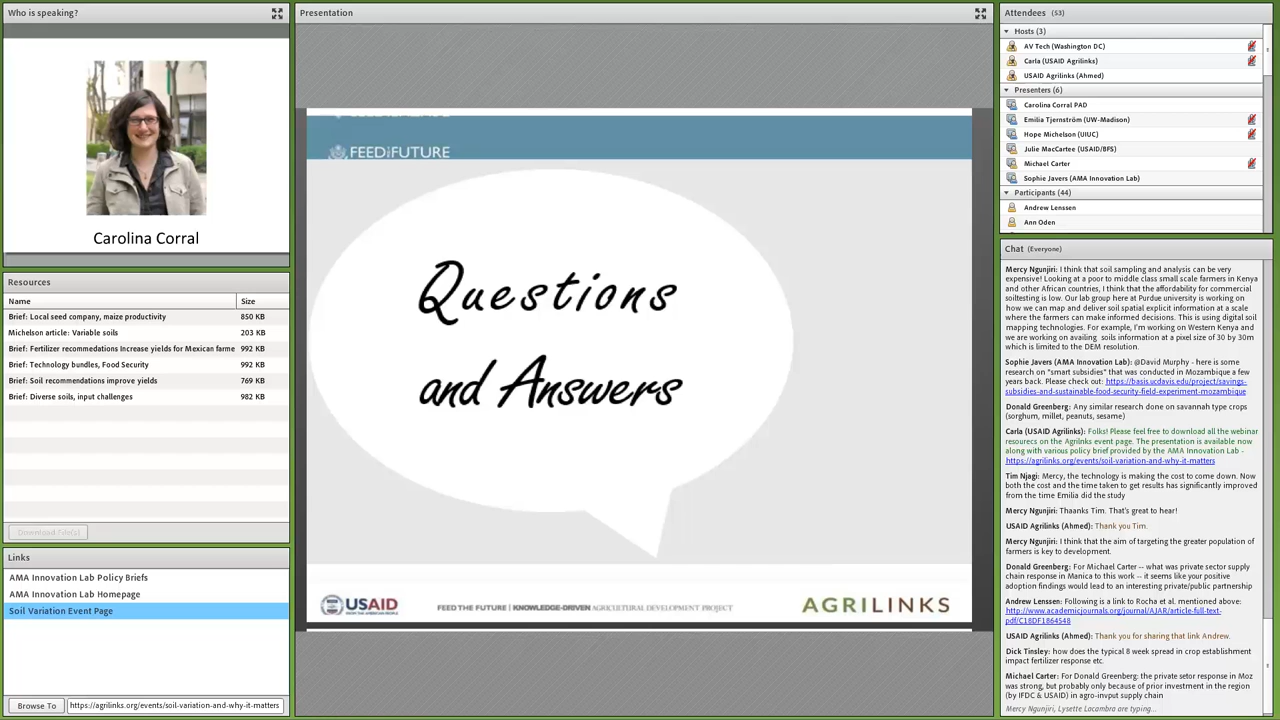 Who is speaking?
Carolina Corral
Resources
Name Size
Brief: Local seed company, maize productivity 850 KB
Michelson article: Variable soils 203 KB
Brief: Fertilizer recommedations Increase yields for Mexican farme 992 KB
Brief: Technology bundles, Food Security 992 KB
Brief: Soil recommendations improve yields 769 KB
Brief: Diverse soils, input challenges 982 KB
Download File(s)
Links
AMA Innovation Lab Policy Briefs
AMA Innovation Lab Homepage
Soil Variation Event Page
Browse To https://agrilinks.org/events/soil-variation-and-why-it-matters
Presentation
FEED THE FUTURE
Questions
and Answers
USAID
FROM THE AMERICAN PEOPLE
FEED THE FUTURE | KNOWLEDGE-DRIVEN AGRICULTURAL DEVELOPMENT PROJECT
AGRILINKS
Attendees (53)
Hosts (3)
AV Tech (Washington DC)
Carla (USAID Agrilinks)
USAID Agrilinks (Ahmed)
Presenters (6)
Carolina Corral PAD
Emilia Tjernström (UW-Madison)
Hope Michelson (UIUC)
Julie MacCartee (USAID/BFS)
Michael Carter
Sophie Javers (AMA Innovation Lab)
Participants (44)
Andrew Lenssen
Ann Oden
Chat (Everyone)
Mercy Ngunjiri: I think that soil sampling and analysis can be very
expensive! Looking at a poor to middle class small scale farmers in Kenya
and other African countries, I think that the affordability for commercial
soiltesting is low. Our lab group here at Purdue university is working on
how we can map and deliver soil spatial explicit information at a scale
where the farmers can make informed decisions. This is using digital soil
mapping technologies. For example, I'm working on Western Kenya and
we are working on availing soils information at a pixel size of 30 by 30m
which is limited to the DEM resolution.
Sophie Javers (AMA Innovation Lab): @David Murphy - here is some
research on "smart subsidies" that was conducted in Mozambique a few
years back. Please check out: https://basis.ucdavis.edu/project/savings-
subsidies-and-sustainable-food-security-field-experiment-mozambique
Donald Greenberg: Any similar research done on savannah type crops
(sorghum, millet, peanuts, sesame)
Carla (USAID Agrilinks): Folks! Please feel free to download all the webinar
resourecs on the Agrilnks event page. The presentation is available now
along with various policy brief provided by the AMA Innovation Lab -
https://agrilinks.org/events/soil-variation-and-why-it-matters
Tim Njagi: Mercy, the technology is making the cost to come down. Now
both the cost and the time taken to get results has significantly improved
from the time Emilia did the study
Mercy Ngunjiri: Thaanks Tim. That's great to hear!
USAID Agrilinks (Ahmed): Thank you Tim.
Mercy Ngunjiri: I think that the aim of targeting the greater population of
farmers is key to development.
Donald Greenberg: For Michael Carter -- what was private sector supply
chain response in Manica to this work -- it seems like your positive
adoption findings would lead to an interesting private/public partnership
Andrew Lenssen: Following is a link to Rocha et al. mentioned above:
http://www.academicjournals.org/journal/AJAR/article-full-text-
pdf/C18DF1864548
USAID Agrilinks (Ahmed): Thank you for sharing that link Andrew.
Dick Tinsley: how does the typical 8 week spread in crop establishment
impact fertilizer response etc.
Michael Carter: For Donald Greenberg: the private setor response in Moz
was strong, but probably only because of prior investment in the region
(by IFDC & USAID) in agro-invput supply chain
Mercy Ngunjiri, Lysette Lacambra are typing...